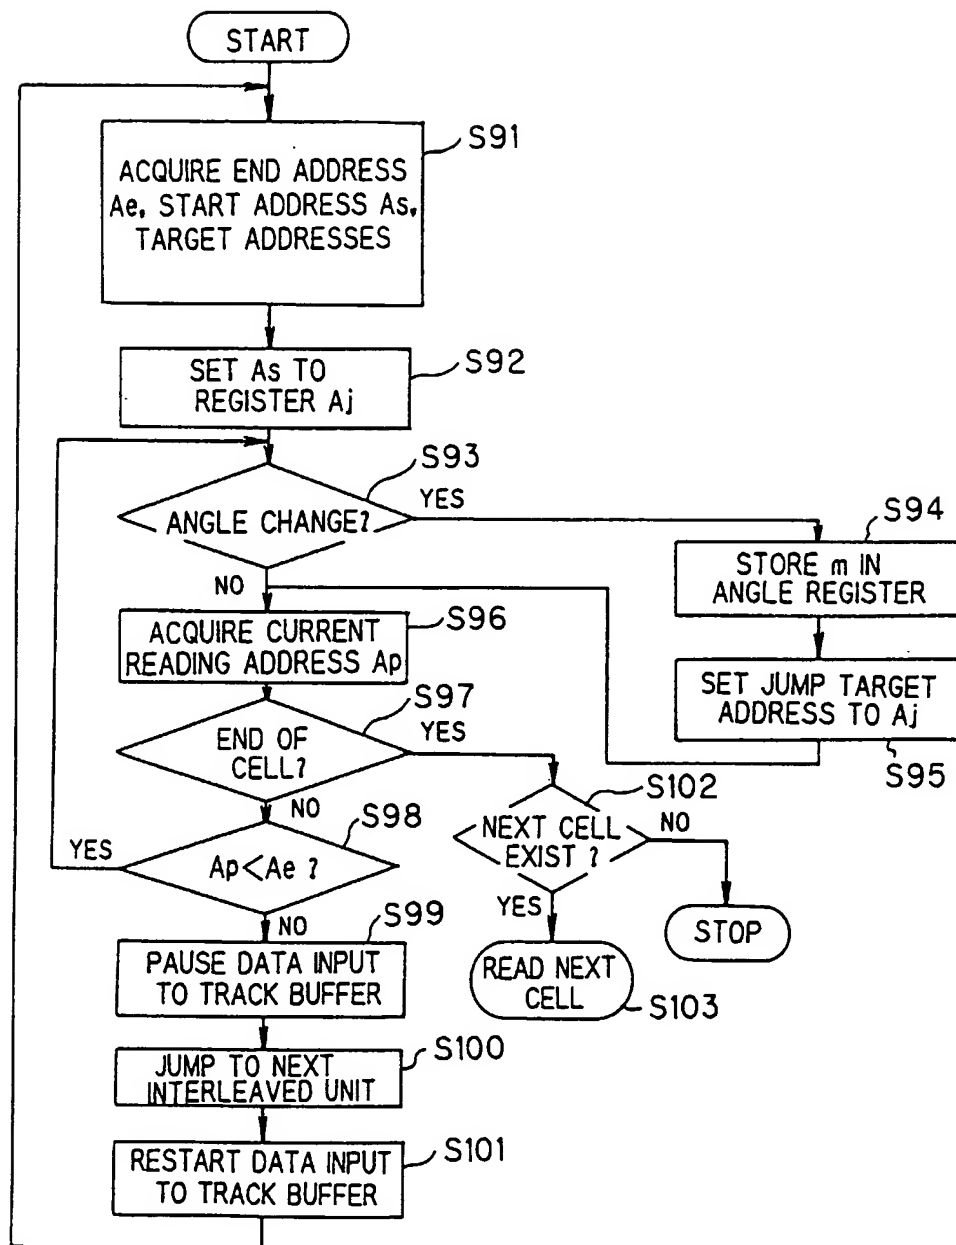 START
S91
ACQUIRE END ADDRESS
Ae, START ADDRESS As,
TARGET ADDRESSES
S92
SET As TO
REGISTER Aj
S93
ANGLE CHANGE?
YES
NO
S94
STORE m IN
ANGLE REGISTER
SET JUMP TARGET
ADDRESS TO Aj
S95
S96
ACQUIRE CURRENT
READING ADDRESS Ap
S97
END OF
CELL?
YES
NO
S98
Ap<Ae ?
YES
NO
S102
NEXT CELL
EXIST ?
NO
YES
STOP
READ NEXT
CELL
S103
S99
PAUSE DATA INPUT
TO TRACK BUFFER
S100
JUMP TO NEXT
INTERLEAVED UNIT
S101
RESTART DATA INPUT
TO TRACK BUFFER